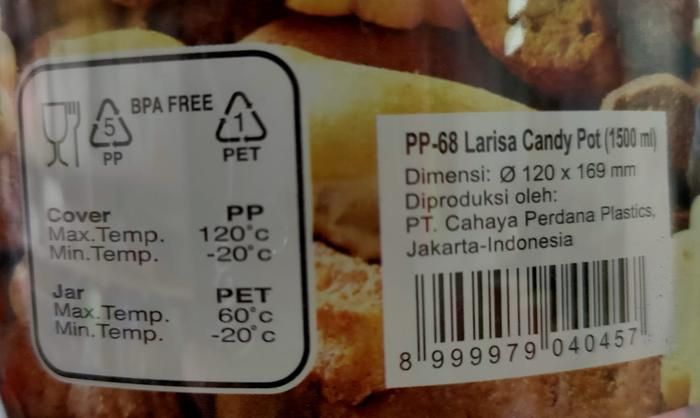 5
PP
BPA FREE
1
PET
Cover PP
Max.Temp. 120°c
Min.Temp. -20°c
Jar PET
Max.Temp. 60°c
Min.Temp. -20°c
PP-68 Larisa Candy Pot (1500 ml)
Dimensi: Ø 120 x 169 mm
Diproduksi oleh:
PT. Cahaya Perdana Plastics,
Jakarta-Indonesia
8 999979 040457